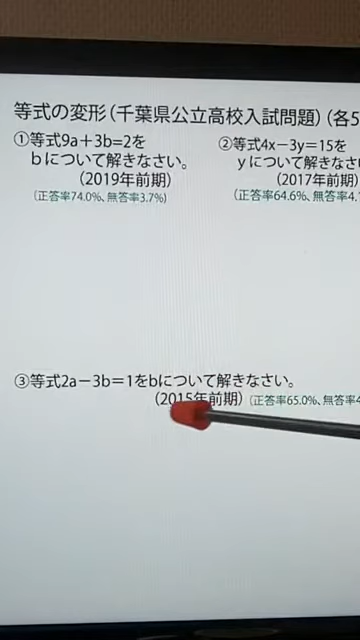 等式の変形(千葉県公立高校入試問題)(各5
①等式9a+3b=2を
bについて解きなさい。
(2019年前期)
(正答率74.0%、無答率3.7%)
②等式4x-3y=15を
yについて解きなさい
(2017年前期)
(正答率64.6%、無答率4.
③等式2a-3b=1をbについて解きなさい。
(2015年前期)(正答率65.0%、無答率4